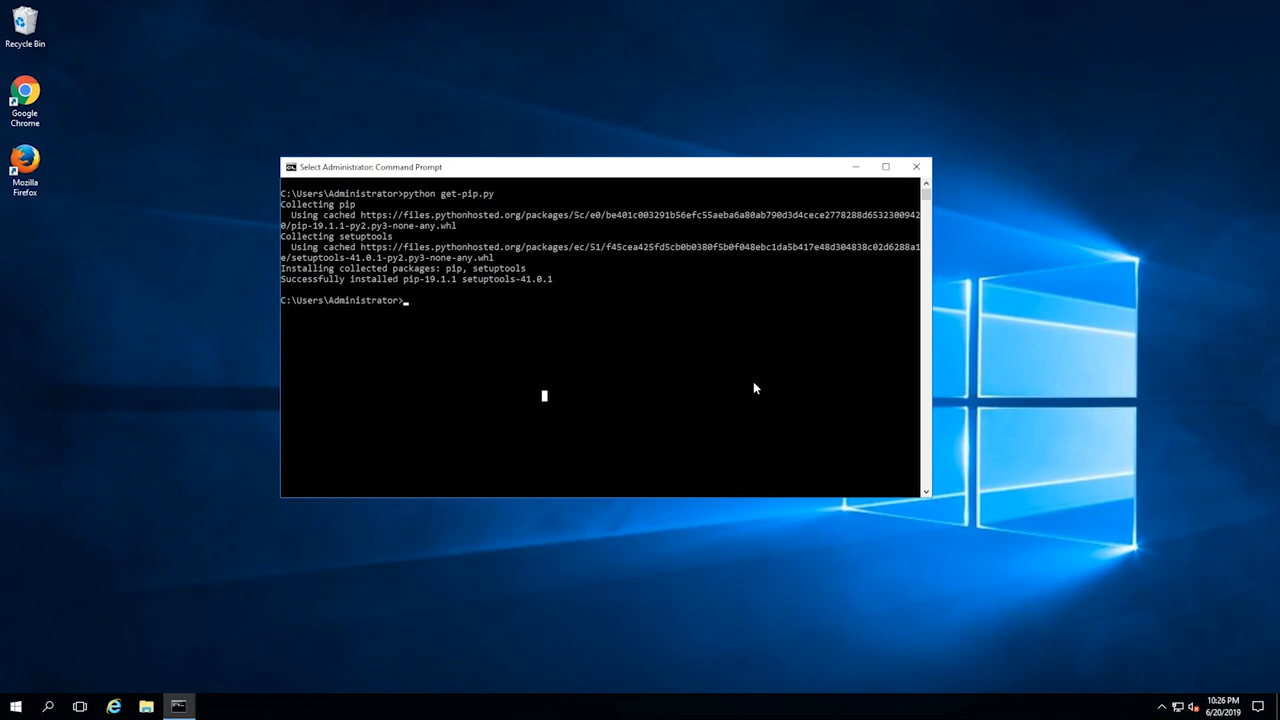 Recycle Bin
Google
Chrome
Mozilla
Firefox
Select Administrator: Command Prompt
C:\Users\Administrator>python get-pip.py
Collecting pip
  Using cached https://files.pythonhosted.org/packages/5c/e0/be401c003291b56efc55aeba6a80ab790d3d4cece2778288d6532300942
0/pip-19.1.1-py2.py3-none-any.whl
Collecting setuptools
  Using cached https://files.pythonhosted.org/packages/ec/51/f45cea425fd5cb0b0380f5b0f048ebc1da5b417e48d304838c02d6288a1
e/setuptools-41.0.1-py2.py3-none-any.whl
Installing collected packages: pip, setuptools
Successfully installed pip-19.1.1 setuptools-41.0.1
C:\Users\Administrator>
10:26 PM
6/20/2019